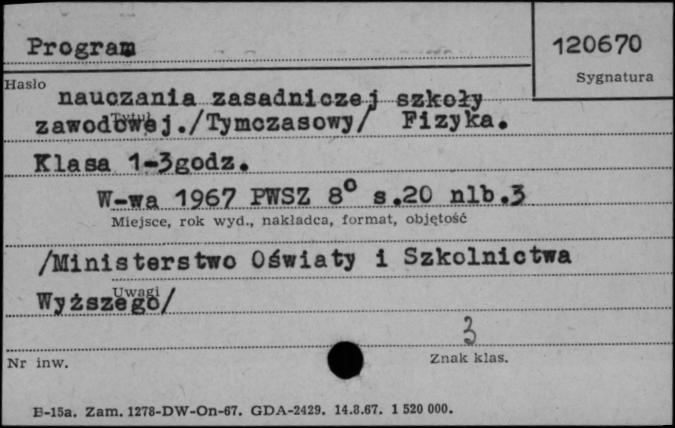 Program
120670
Hasło
Sygnatura
nauczania zasadniczej szkoły
Tytuł
zawodowej./Tymczasowy/ Fizyka.
Klasa 1-3godz.
W-wa 1967 PWSZ 8° s.20 nlb.3
Miejsce, rok wyd., nakładca, format, objętość
/Ministerstwo Oświaty i Szkolnictwa
Uwagi
Wyższego/
3
Nr inw.
Znak klas.
B-15a. Zam. 1278-DW-On-67. GDA-2429. 14.8.67. 1 520 000.